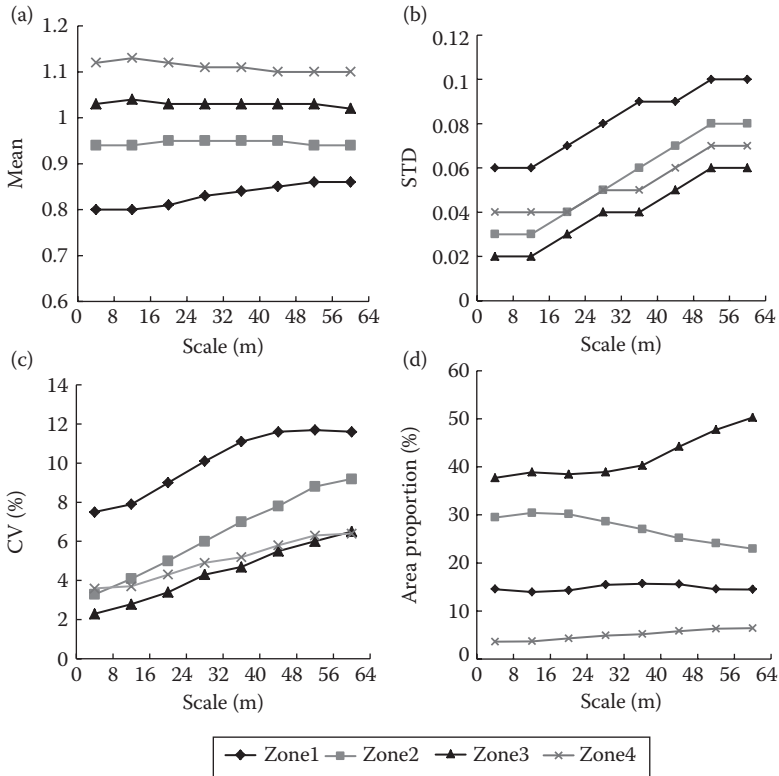 (a)
1.2
1.1
1
0.9
0.8
0.7
0.6
Mean
0 8 16 24 32 40 48 56 64
Scale (m)
(b)
0.12
0.1
0.08
0.06
0.04
0.02
0
STD
0 8 16 24 32 40 48 56 64
Scale (m)
(c)
14
12
10
8
6
4
2
0
CV (%)
0 8 16 24 32 40 48 56 64
Scale (m)
(d)
60
50
40
30
20
10
0
Area proportion (%)
0 8 16 24 32 40 48 56 64
Scale (m)
Zone1 Zone2 Zone3 Zone4